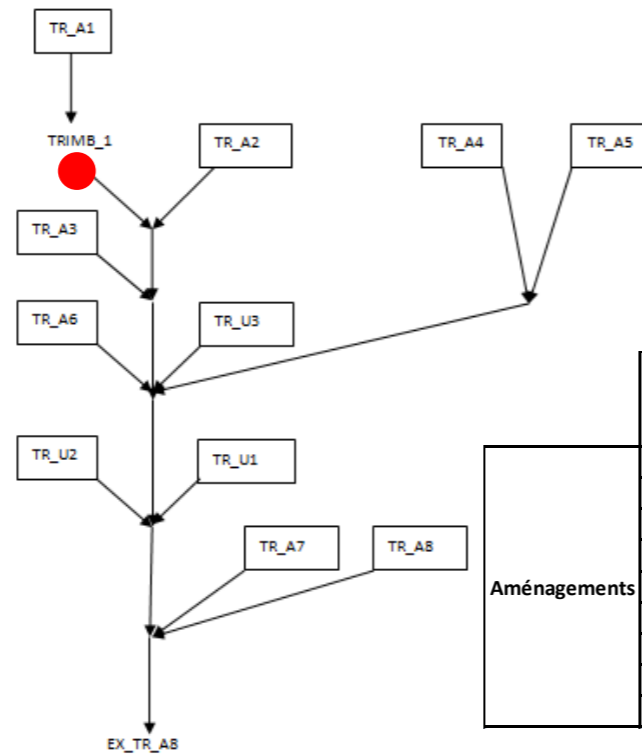 TR_A1
TRIMB_1
TR_A2
TR_A4
TR_A5
TR_A3
TR_A6
TR_U3
TR_U2
TR_U1
TR_A7
TR_A8
Aménagements
EX_TR_A8